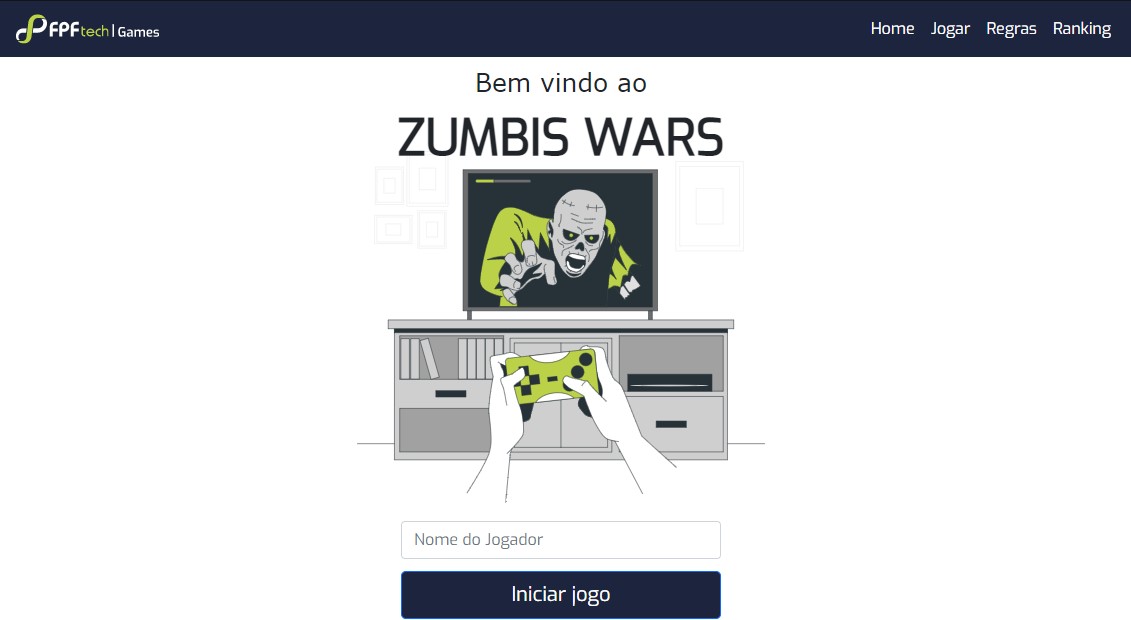 FPFtech | Games
Home Jogar Regras Ranking
Bem vindo ao
ZUMBIS WARS
Nome do Jogador
Iniciar jogo